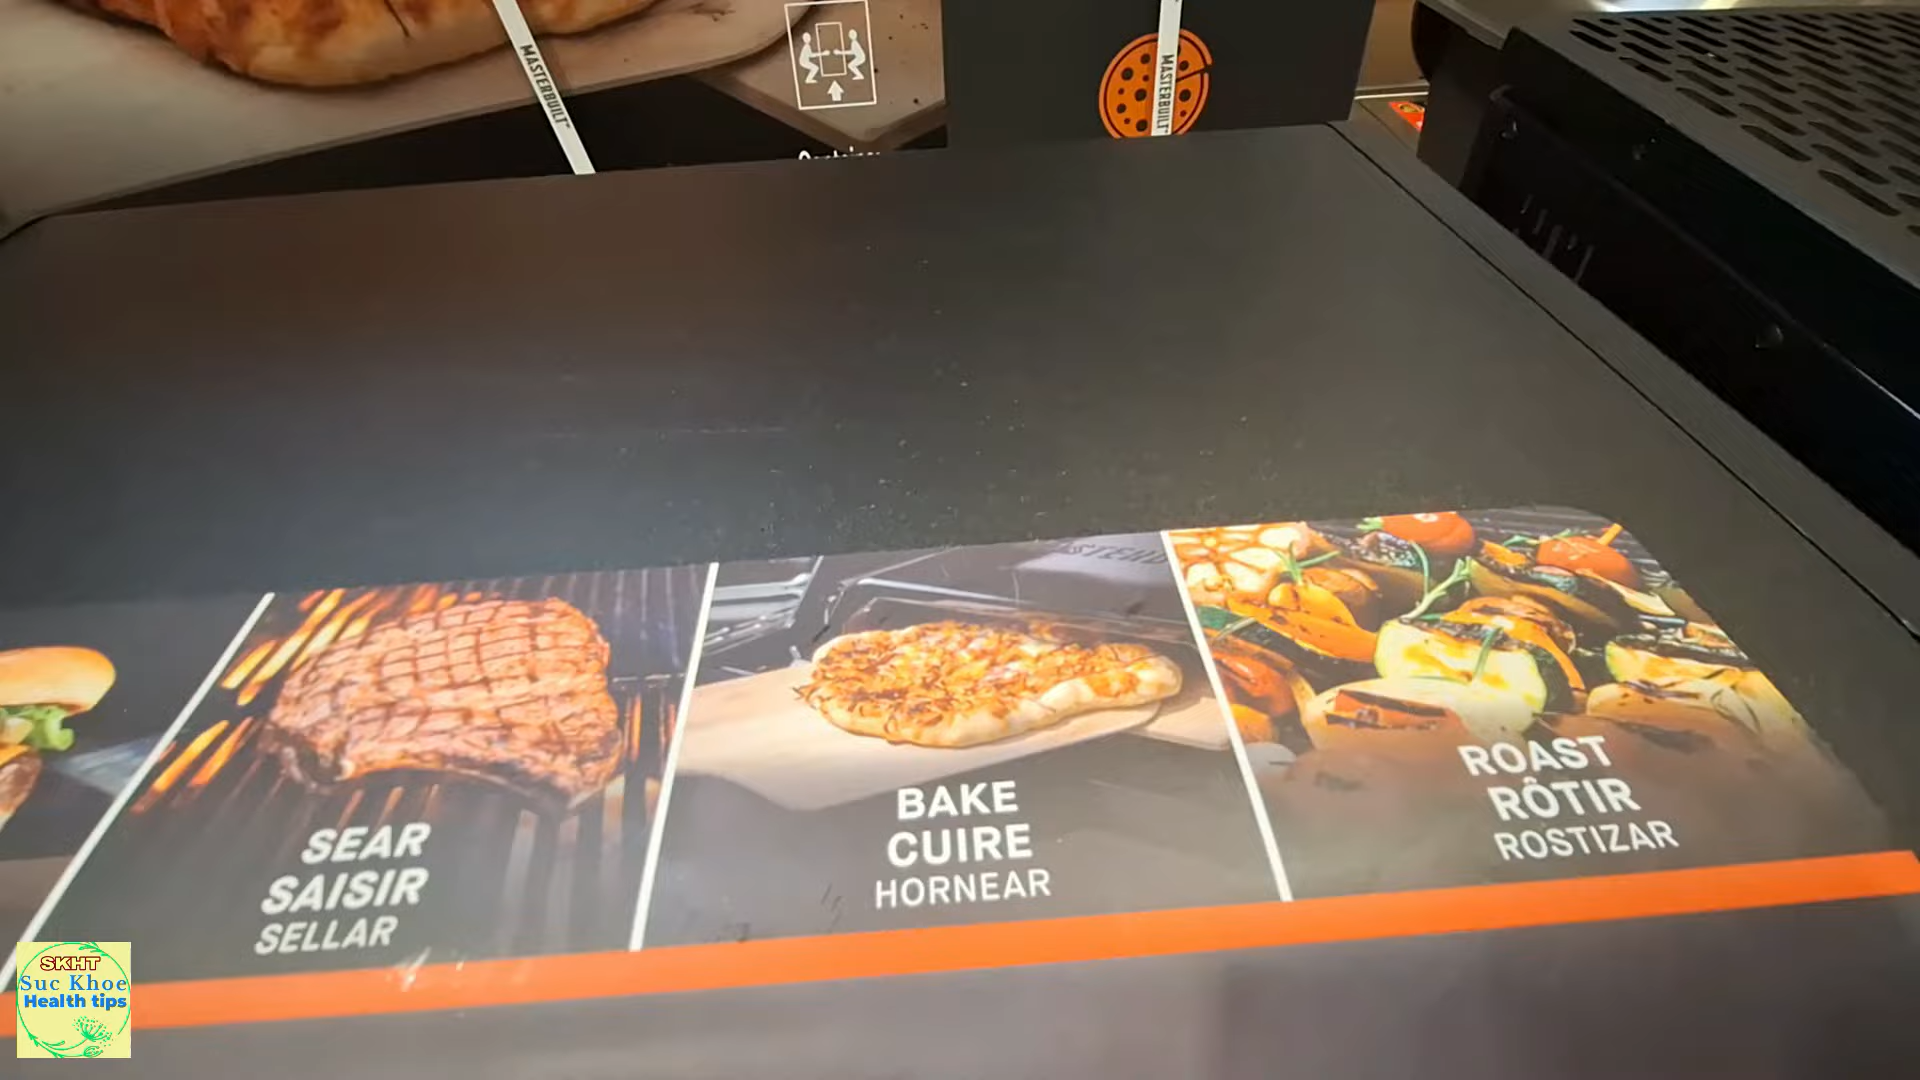 MASTERBUILT
MASTERBUILT
SEAR
SAISIR
SELLAR
BAKE
CUIRE
HORNEAR
ROAST
RÔTIR
ROSTIZAR
SKHT
Suc Khoe
Health tips